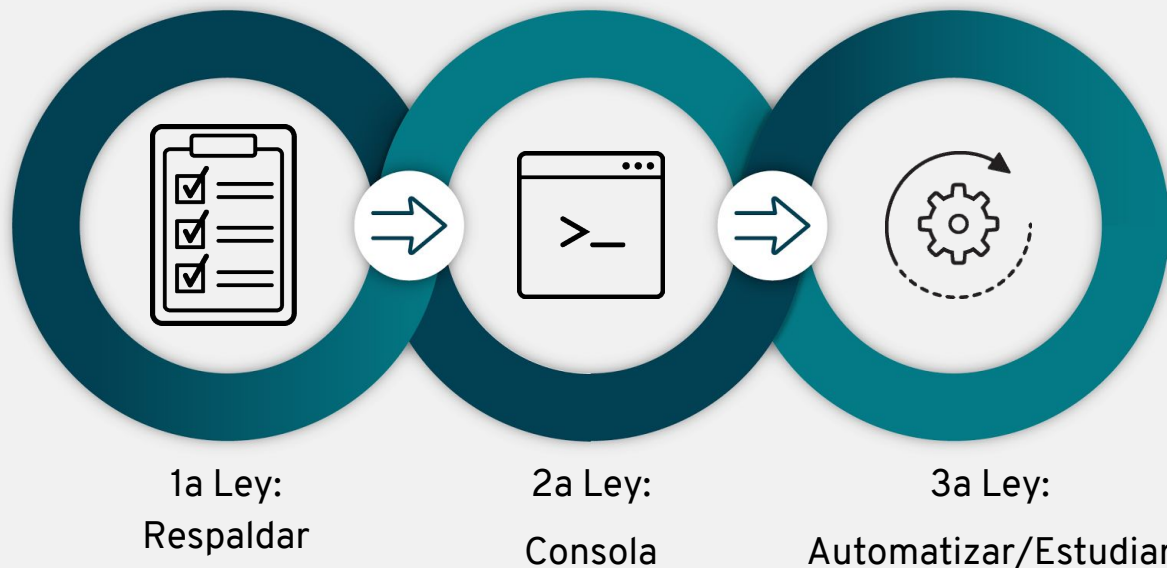 1a Ley:
Respaldar
2a Ley:
Consola
3a Ley:
Automatizar/Estudiar